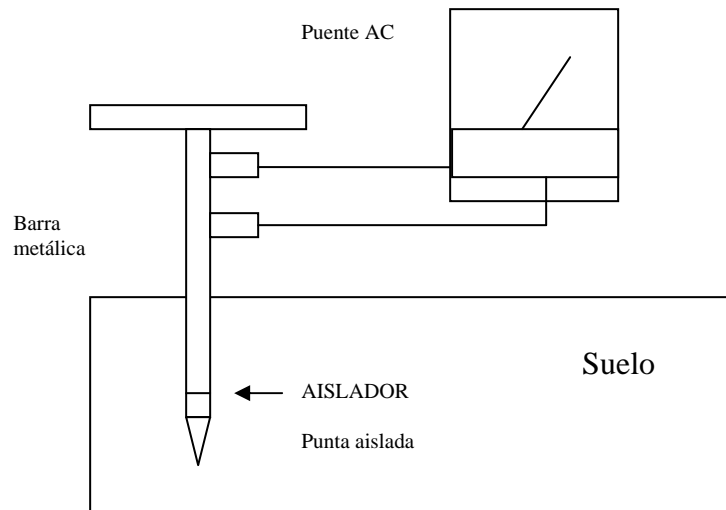 Puente AC
Barra
metálica
Suelo
AISLADOR
Punta aislada